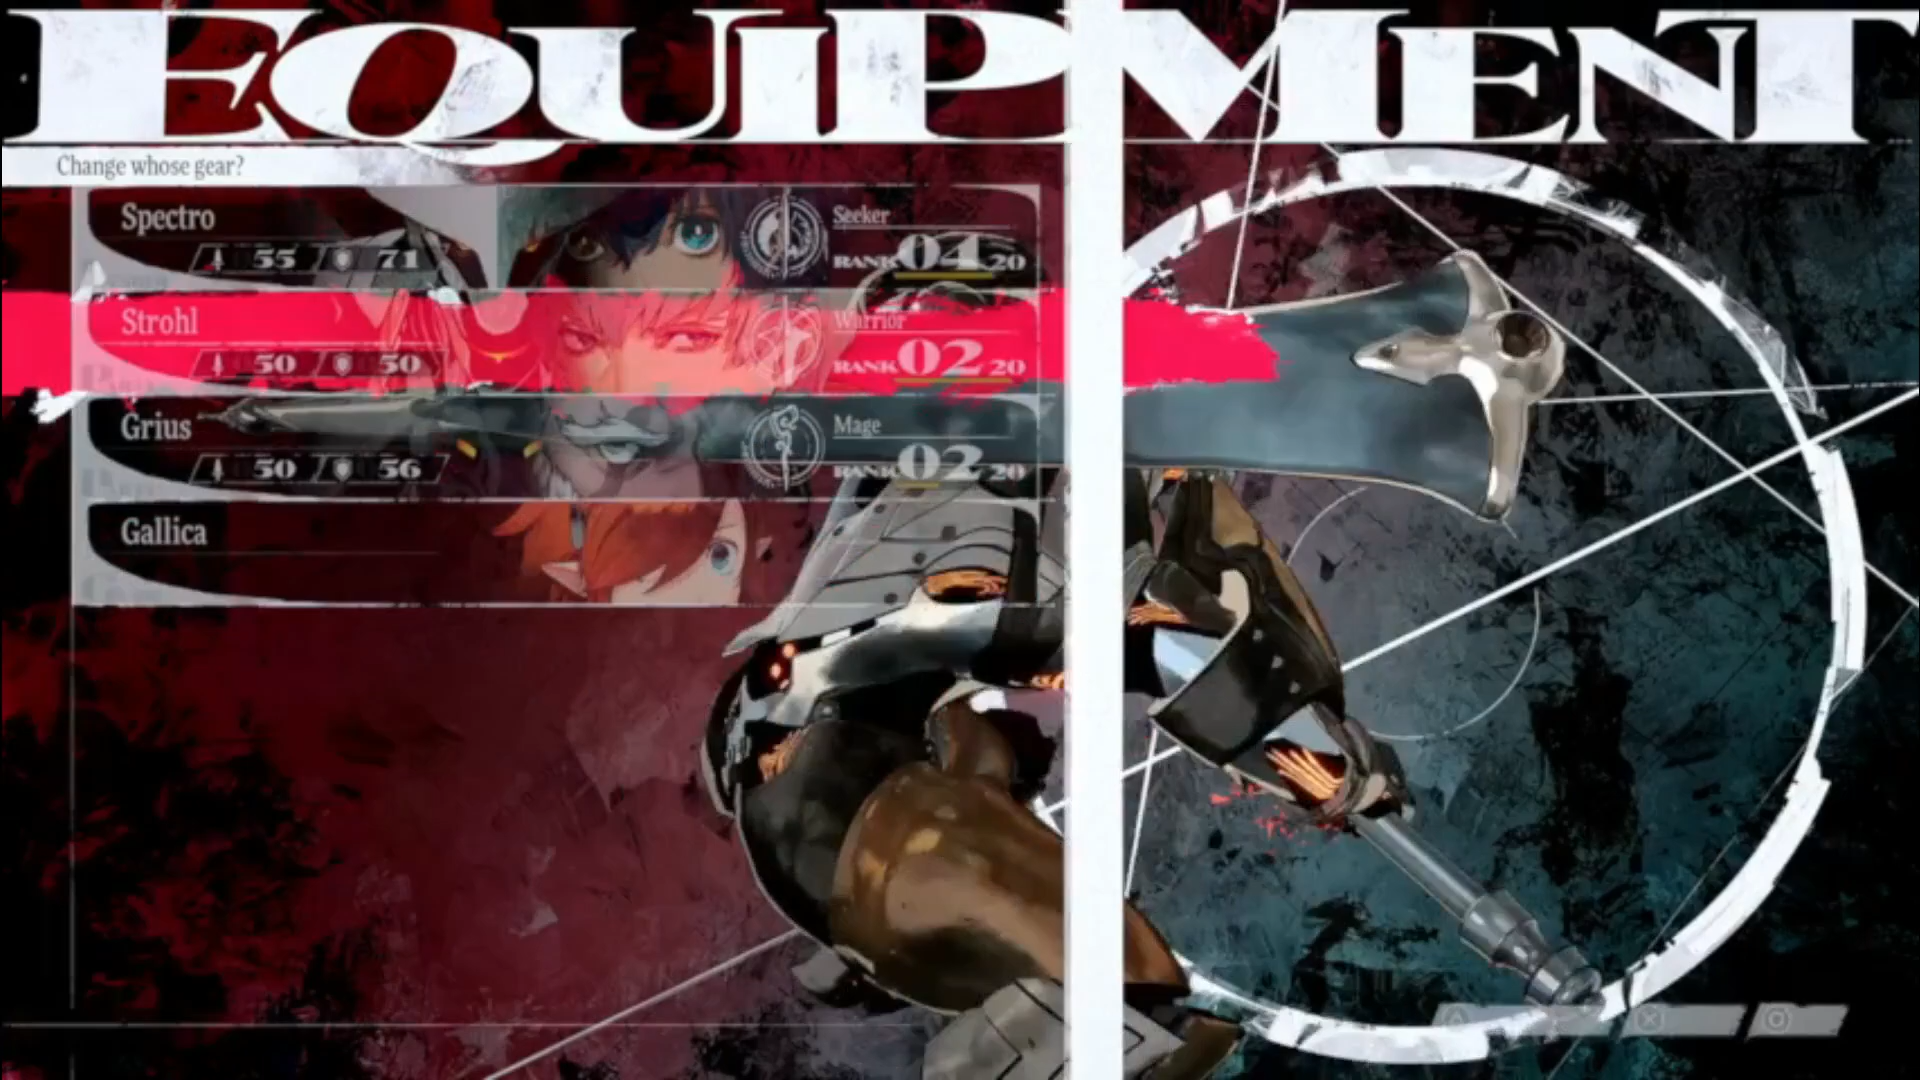 EQUIPMENT
Change whose gear?
Spectro
55 71
Seeker
RANK 04 20
Strohl
50 50
Warrior
RANK 02 20
Grius
50 56
Mage
RANK 02 20
Gallica